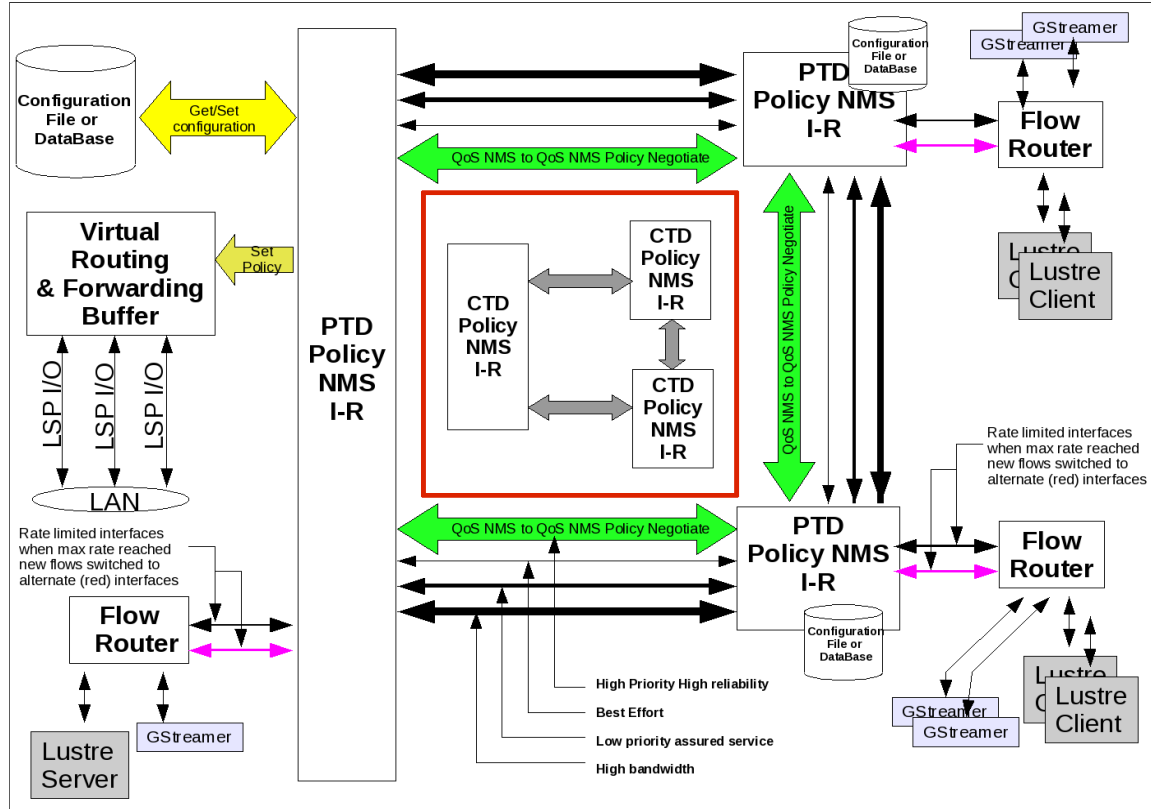 Configuration
File or
DataBase
Get/Set
configuration
Virtual
Routing
& Forwarding
Buffer
Set
Policy
LSP I/O
LSP I/O
LSP I/O
LAN
Rate limited interfaces
when max rate reached
new flows switched to
alternate (red) interfaces
Flow
Router
Lustre
Server
GStreamer
PTD
Policy
NMS
I-R
QoS NMS to QoS NMS Policy Negotiate
CTD
Policy
NMS
I-R
CTD
Policy
NMS
I-R
CTD
Policy
NMS
I-R
QoS NMS to QoS NMS Policy Negotiate
QoS NMS to QoS NMS Policy Negotiate
High Priority High reliability
Best Effort
Low priority assured service
High bandwidth
PTD
Policy NMS
I-R
Configuration
File or
DataBase
GStreamer
GStreamer
Flow
Router
Lustre
Lustre
Client
Rate limited interfaces
when max rate reached
new flows switched to
alternate (red) interfaces
PTD
Policy NMS
I-R
Configuration
File or
DataBase
Flow
Router
GStreamer
GStreamer
Lustre
Lustre
Client